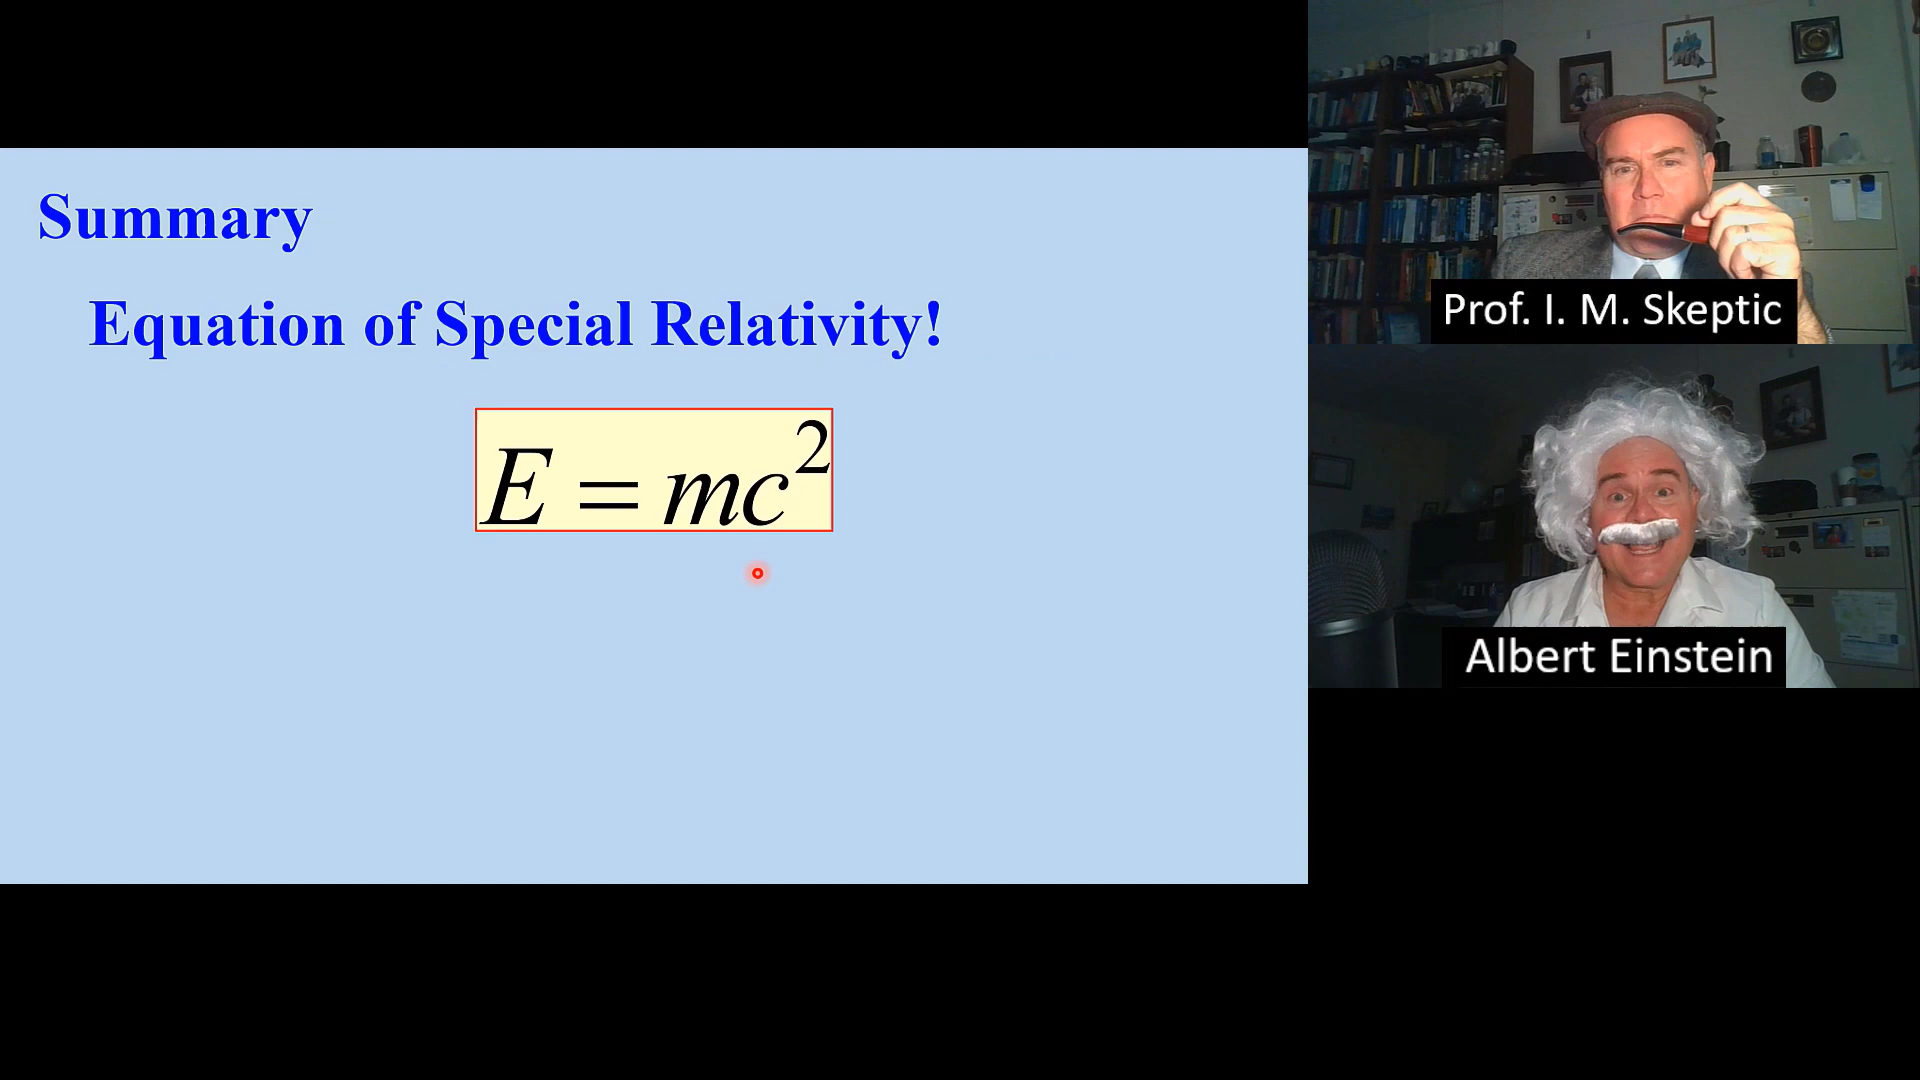 Summary
Equation of Special Relativity!
E = mc²
Prof. I. M. Skeptic
Albert Einstein